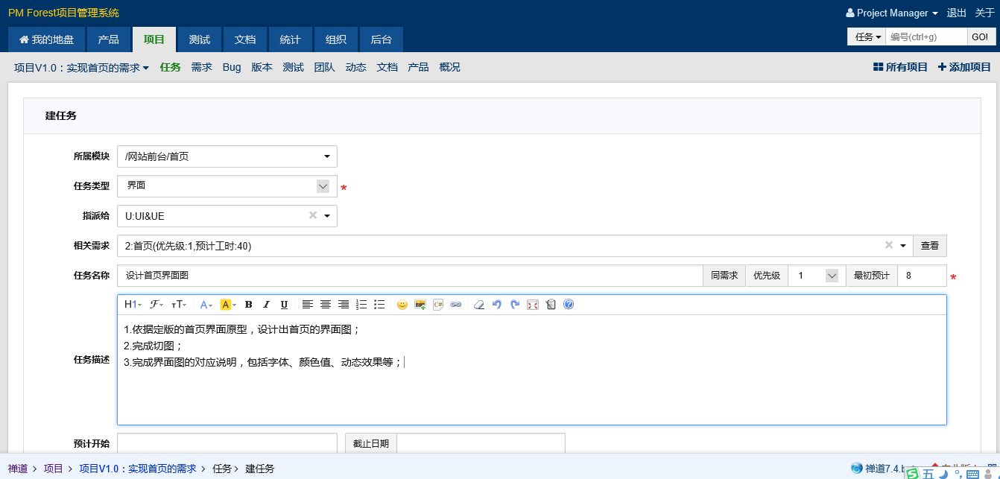 PM Forest项目管理系统 Project Manager 退出 关于
我的地盘 产品 项目 测试 文档 统计 组织 后台 任务 编号(ctrl+g) GO!
项目V1.0：实现首页的需求 任务 需求 Bug 版本 测试 团队 动态 文档 产品 概况 所有项目 添加项目
建任务
所属模块 /网站前台/首页
任务类型 界面 *
指派给 U:UI&UE
相关需求 2:首页(优先级:1,预计工时:40) 查看
任务名称 设计首页界面图 同需求 优先级 1 最初预计 8 *
H1 F TT A A B I U C#
1.依据定版的首页界面原型，设计出首页的界面图；
2.完成切图；
任务描述 3.完成界面图的对应说明，包括字体、颜色值、动态效果等；
预计开始 截止日期
禅道 > 项目 > 项目V1.0：实现首页的需求 > 任务 > 建任务 禅道7.4.b
五